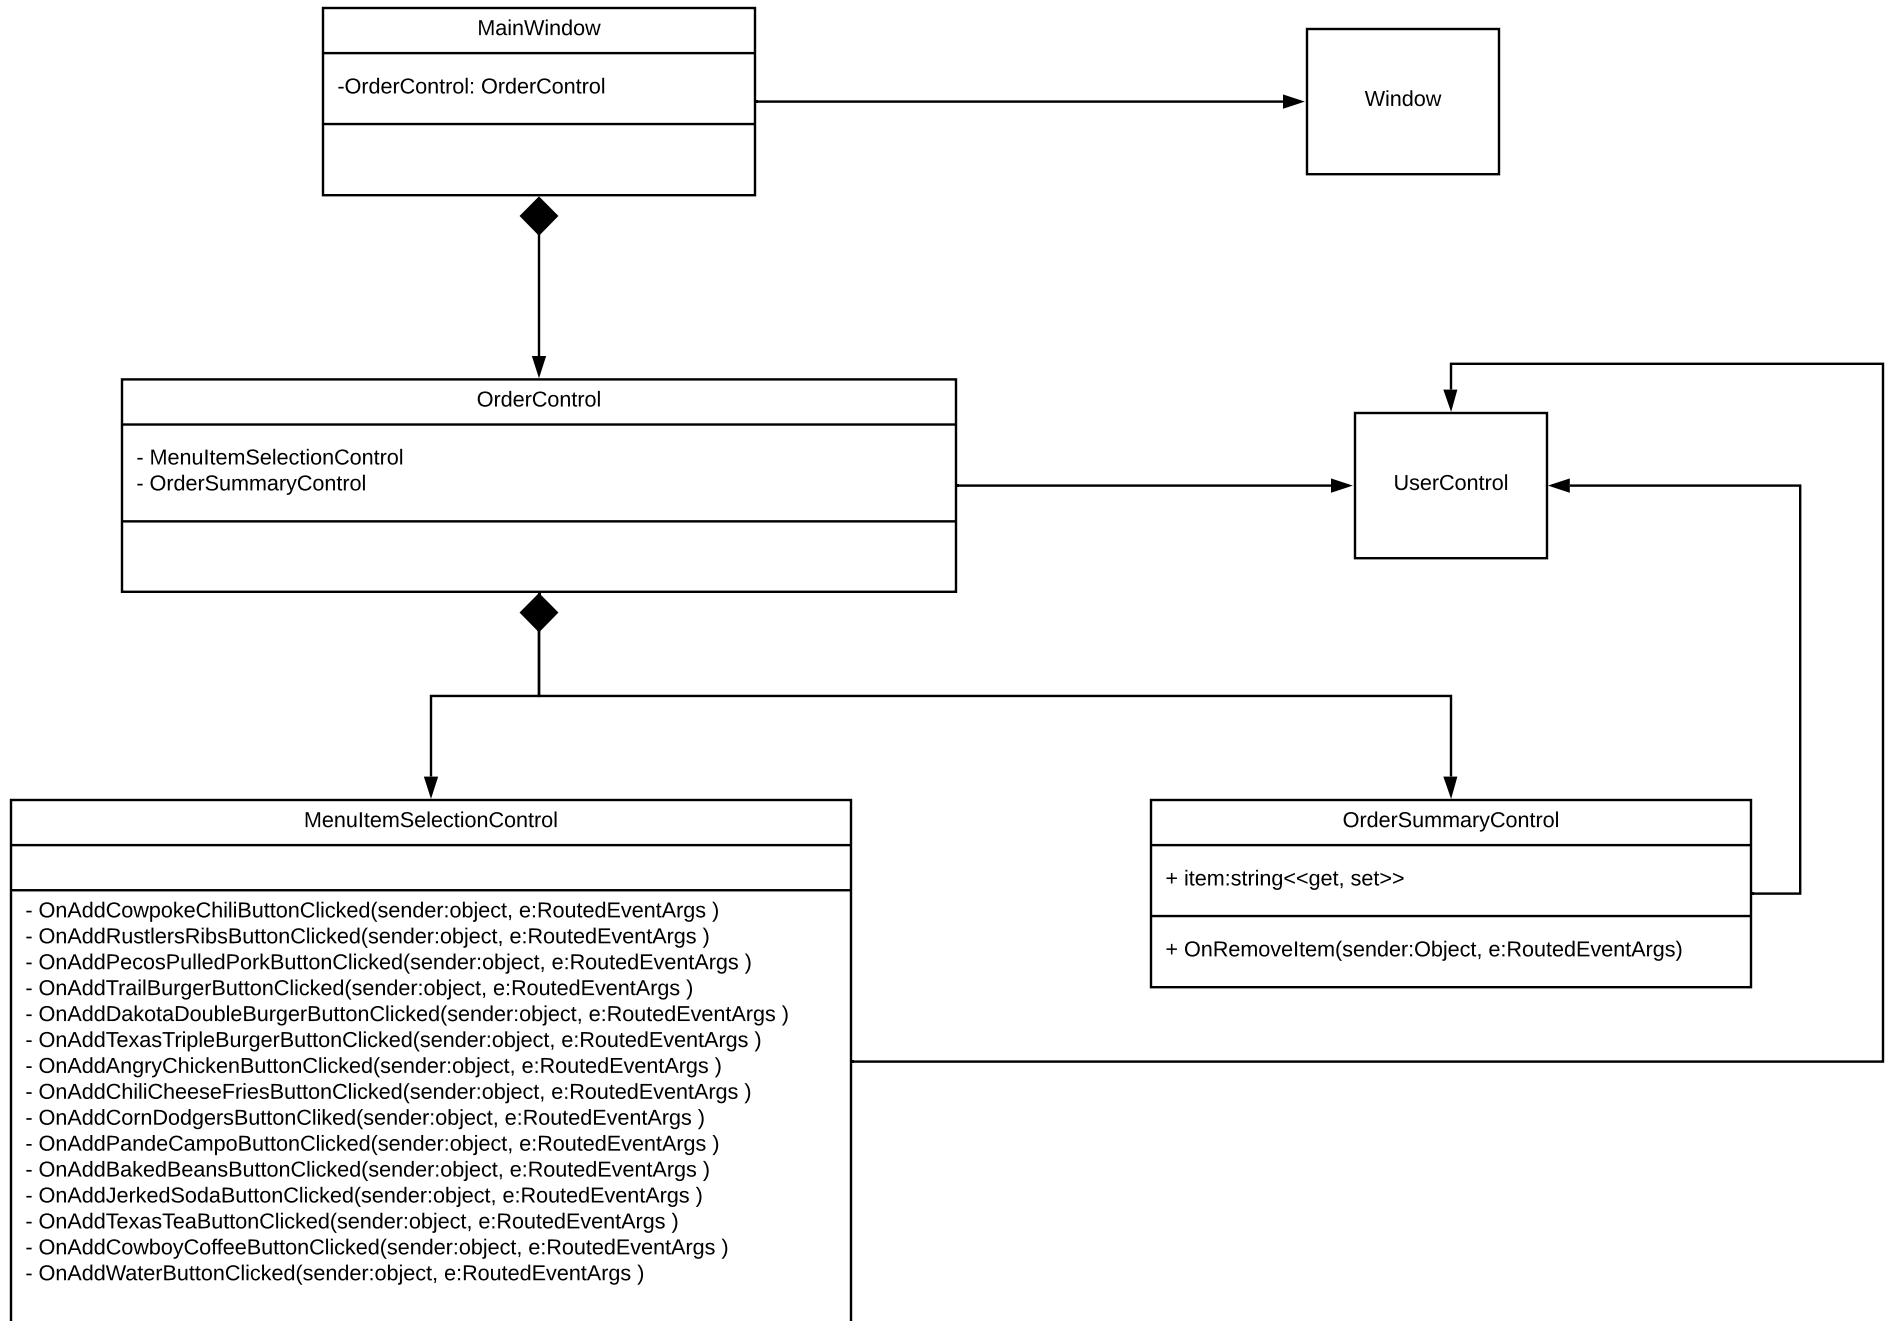 MainWindow
-OrderControl: OrderControl
Window
OrderControl
- MenuItemSelectionControl
- OrderSummaryControl
UserControl
MenuItemSelectionControl
- OnAddCowpokeChiliButtonClicked(sender:object, e:RoutedEventArgs )
- OnAddRustlersRibsButtonClicked(sender:object, e:RoutedEventArgs )
- OnAddPecosPulledPorkButtonClicked(sender:object, e:RoutedEventArgs )
- OnAddTrailBurgerButtonClicked(sender:object, e:RoutedEventArgs )
- OnAddDakotaDoubleBurgerButtonClicked(sender:object, e:RoutedEventArgs )
- OnAddTexasTripleBurgerButtonClicked(sender:object, e:RoutedEventArgs )
- OnAddAngryChickenButtonClicked(sender:object, e:RoutedEventArgs )
- OnAddChiliCheeseFriesButtonClicked(sender:object, e:RoutedEventArgs )
- OnAddCornDodgersButtonCliked(sender:object, e:RoutedEventArgs )
- OnAddPandeCampoButtonClicked(sender:object, e:RoutedEventArgs )
- OnAddBakedBeansButtonClicked(sender:object, e:RoutedEventArgs )
- OnAddJerkedSodaButtonClicked(sender:object, e:RoutedEventArgs )
- OnAddTexasTeaButtonClicked(sender:object, e:RoutedEventArgs )
- OnAddCowboyCoffeeButtonClicked(sender:object, e:RoutedEventArgs )
- OnAddWaterButtonClicked(sender:object, e:RoutedEventArgs )
OrderSummaryControl
+ item:string<<get, set>>
+ OnRemoveItem(sender:Object, e:RoutedEventArgs)